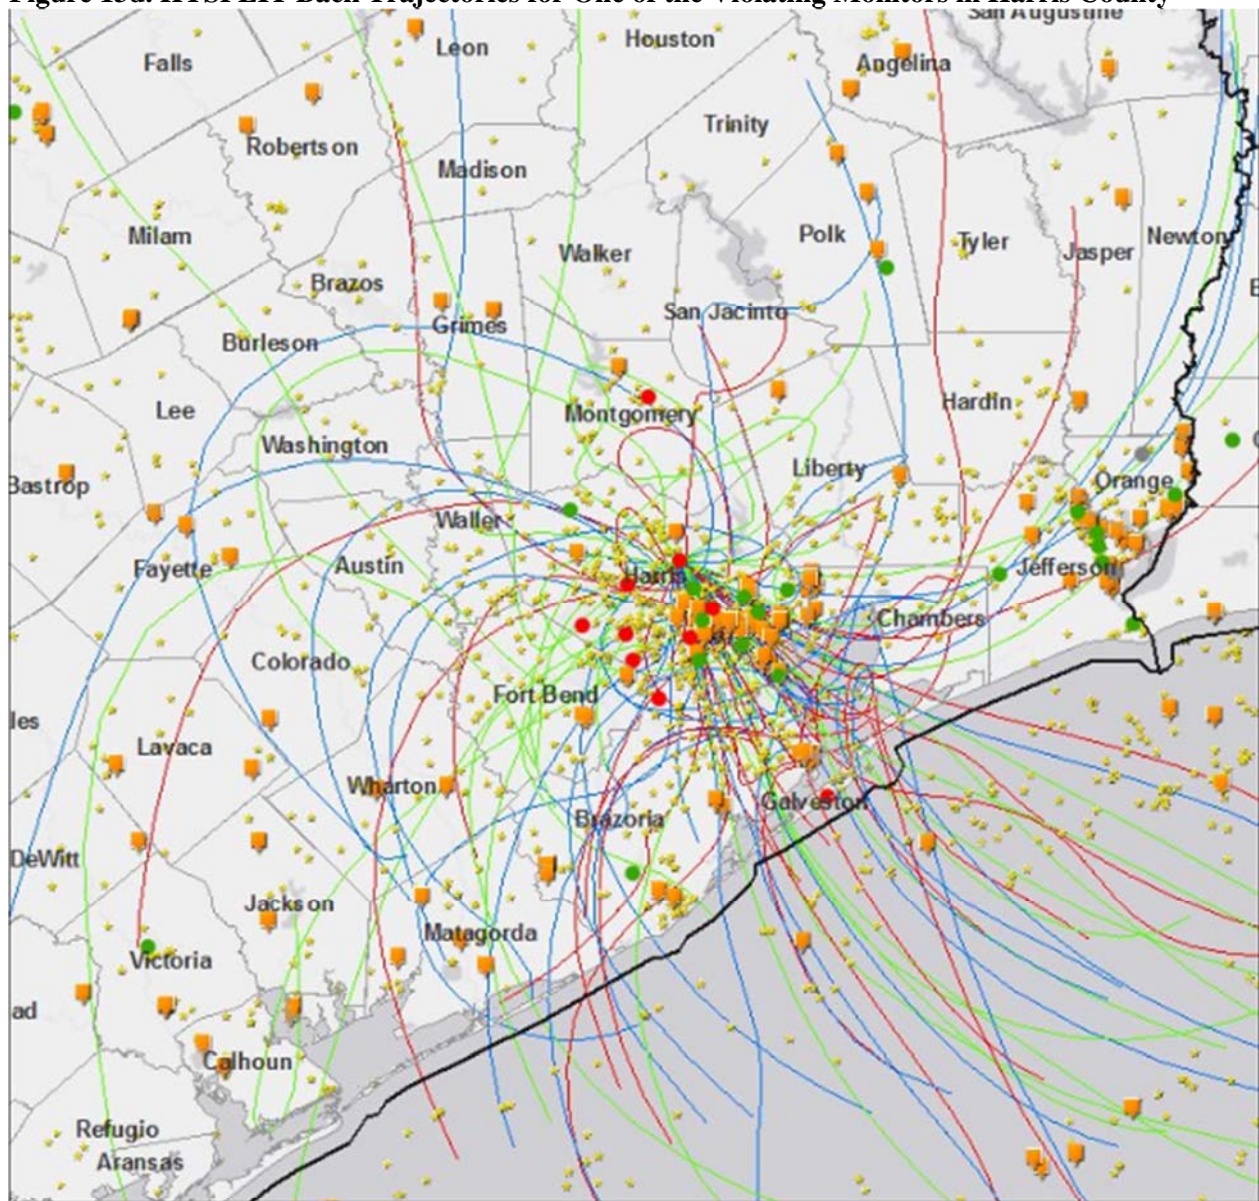 Figure 13d. HYSPLIT Back Trajectories for One of the Violating Monitors in Harris County
San Augustine
Houston
Leon
Falls
Angelina
Trinity
Robertson
Madison
Milam
Polk
Tyler
Newton
Walker
Jasper
Brazos
San Jacinto
Grimes
Burleson
Lee
Montgomery
Hardin
Washington
Liberty
Bastrop
Orange
Waller
Austin
Fayette
Harris
Jefferson
Chambers
Colorado
Fort Bend
les
Lavaca
Wharton
Galveston
Brazoria
DeWitt
Jackson
Matagorda
Victoria
ad
Calhoun
Refugio
Aransas